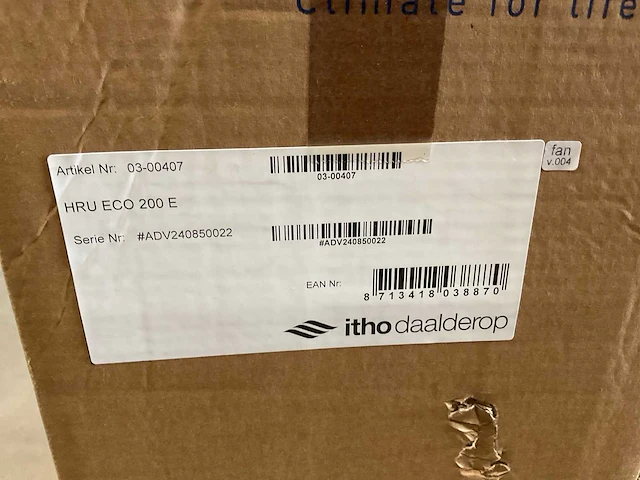 Climate for life
Artikel Nr: 03-00407
03-00407
fan
v.004
HRU ECO 200 E
Serie Nr: #ADV240850022
#ADV240850022
EAN Nr:
8 713418 038870
itho daalderop